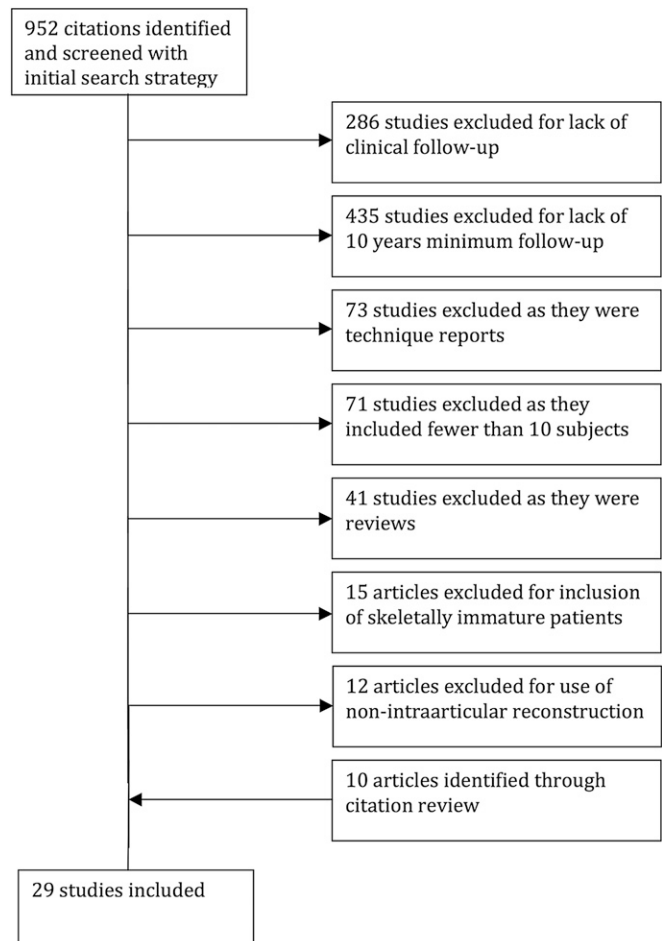 952 citations identified
and screened with
initial search strategy
286 studies excluded for lack of
clinical follow-up
435 studies excluded for lack of
10 years minimum follow-up
73 studies excluded as they were
technique reports
71 studies excluded as they
included fewer than 10 subjects
41 studies excluded as they were
reviews
15 articles excluded for inclusion
of skeletally immature patients
12 articles excluded for use of
non-intraarticular reconstruction
10 articles identified through
citation review
29 studies included